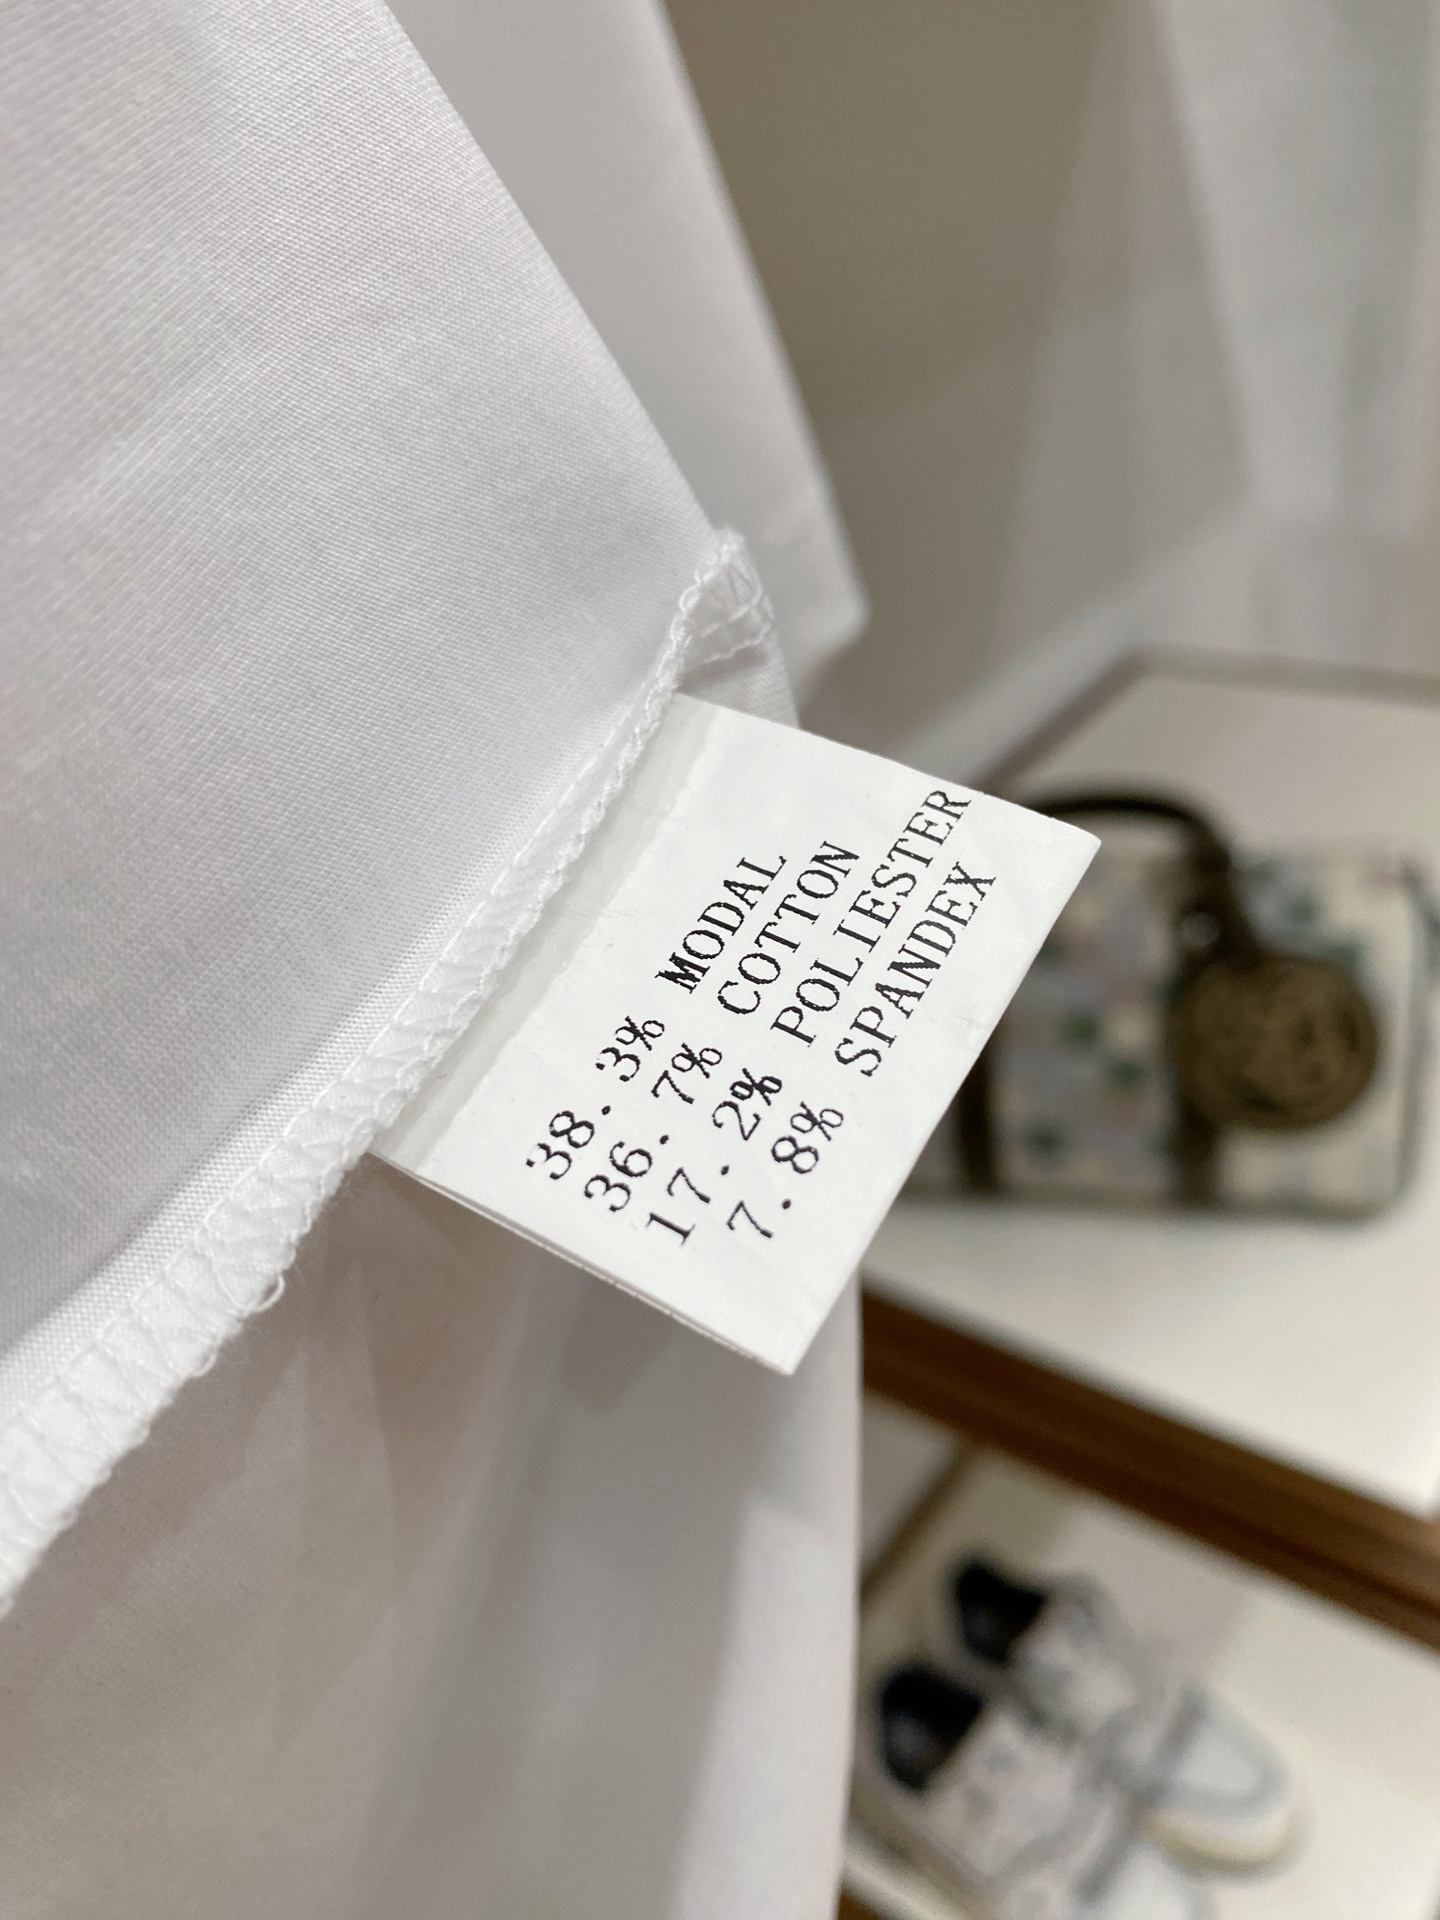 38.3% MODAL
36.7% COTTON
17.2% POLIESTER
7.8% SPANDEX